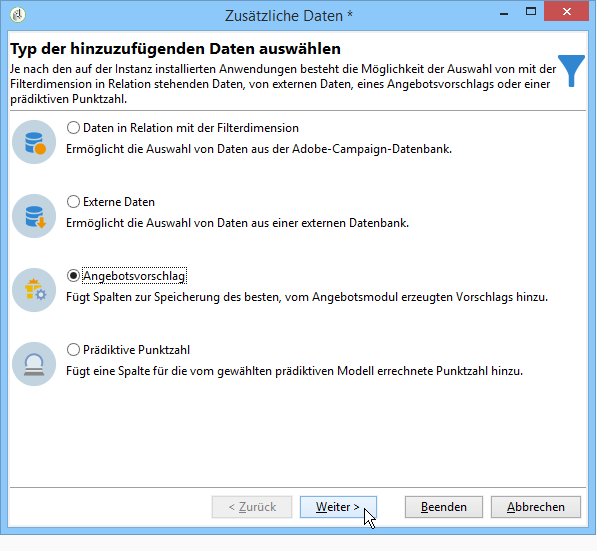 Zusätzliche Daten *
Typ der hinzuzufügenden Daten auswählen
Je nach den auf der Instanz installierten Anwendungen besteht die Möglichkeit der Auswahl von mit der
Filterdimension in Relation stehenden Daten, von externen Daten, eines Angebotsvorschlags oder einer
prädiktiven Punktzahl.
Daten in Relation mit der Filterdimension
Ermöglicht die Auswahl von Daten aus der Adobe-Campaign-Datenbank.
Externe Daten
Ermöglicht die Auswahl von Daten aus einer externen Datenbank.
Angebotsvorschlag
Fügt Spalten zur Speicherung des besten, vom Angebotsmodul erzeugten Vorschlags hinzu.
Prädiktive Punktzahl
Fügt eine Spalte für die vom gewählten prädiktiven Modell errechnete Punktzahl hinzu.
< Zurück Weiter > Beenden Abbrechen